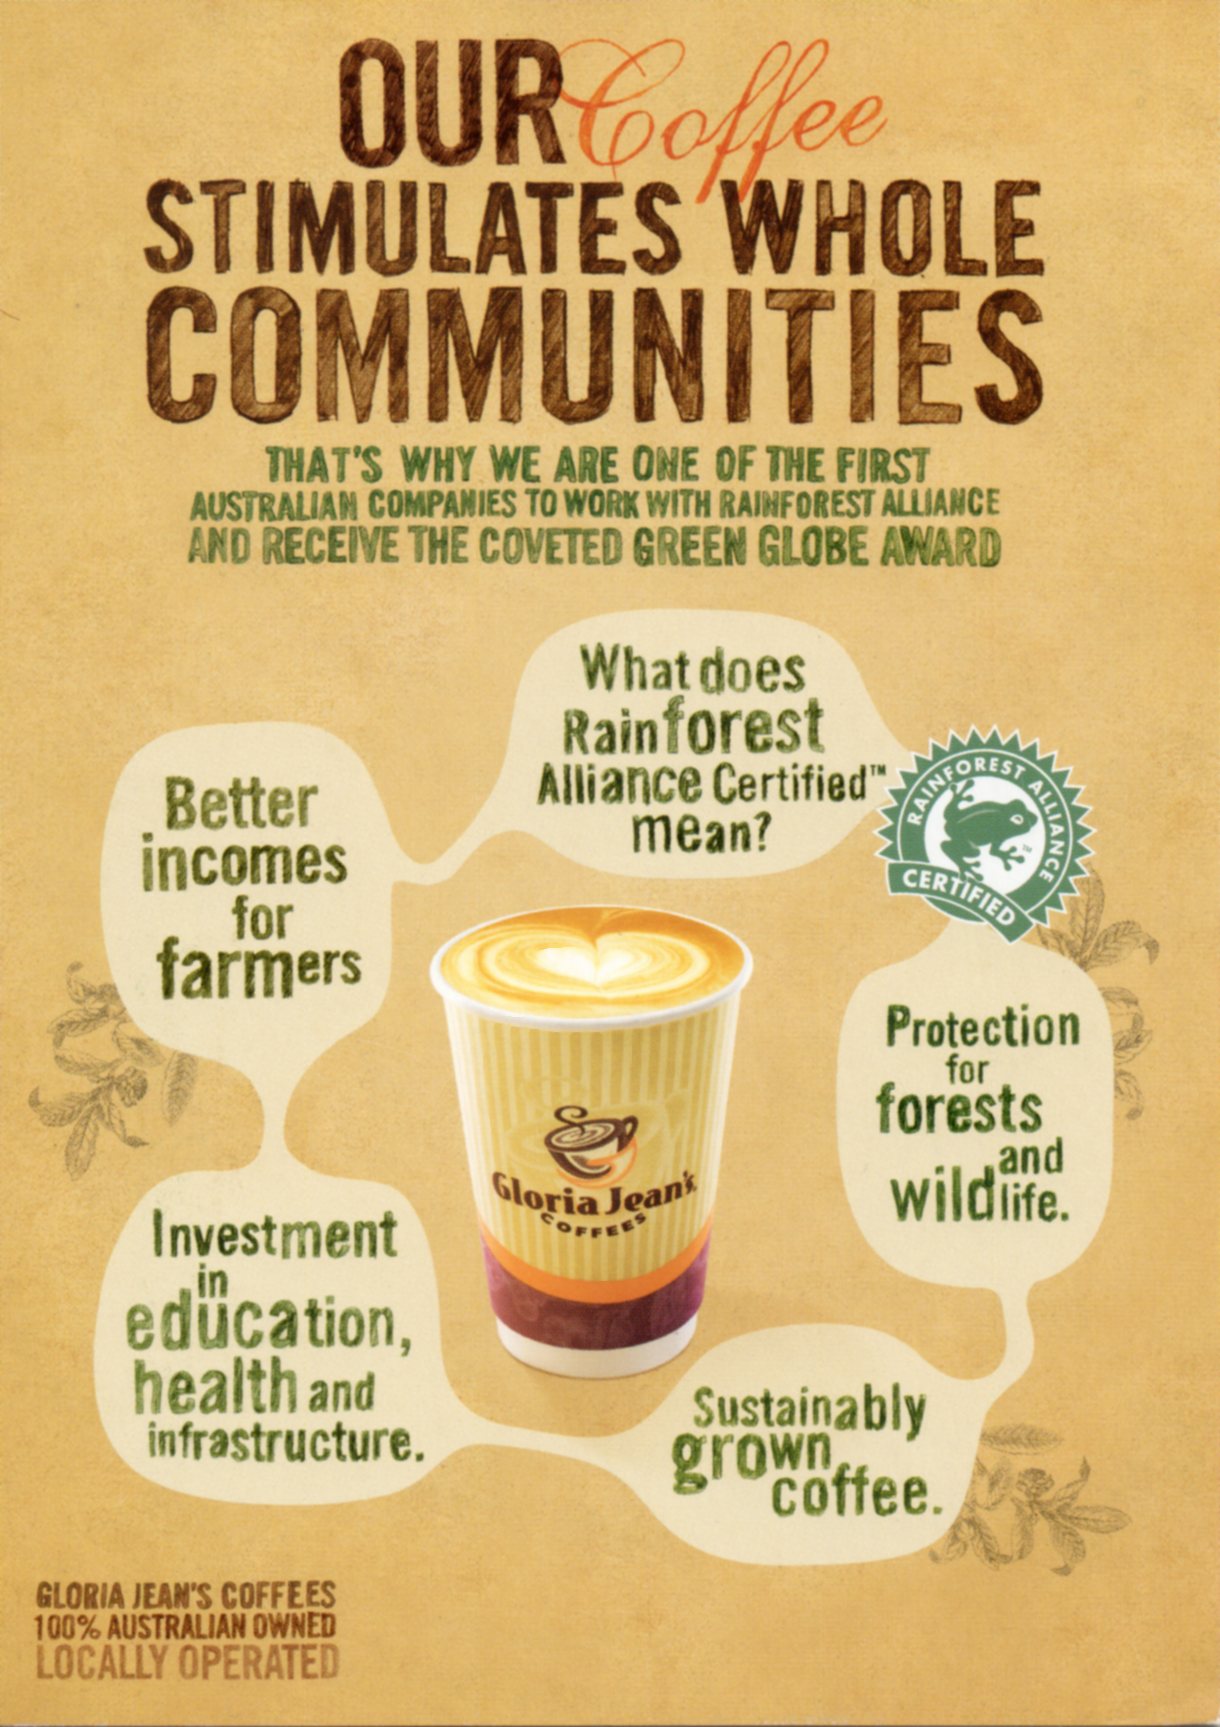 OUR Coffee
STIMULATES WHOLE
COMMUNITIES
THAT'S WHY WE ARE ONE OF THE FIRST
AUSTRALIAN COMPANIES TO WORK WITH RAINFOREST ALLIANCE
AND RECEIVE THE COVETED GREEN GLOBE AWARD
What does
Rainforest
Alliance Certified™
mean?
RAINFOREST ALLIANCE
TM
CERTIFIED
Protection
for
forests
and
wildlife.
Sustainably
grown
coffee.
Investment
in
education,
health and
infrastructure.
Better
incomes
for
farmers
Gloria Jean's
COFFEES
GLORIA JEAN'S COFFEES
100% AUSTRALIAN OWNED
LOCALLY OPERATED